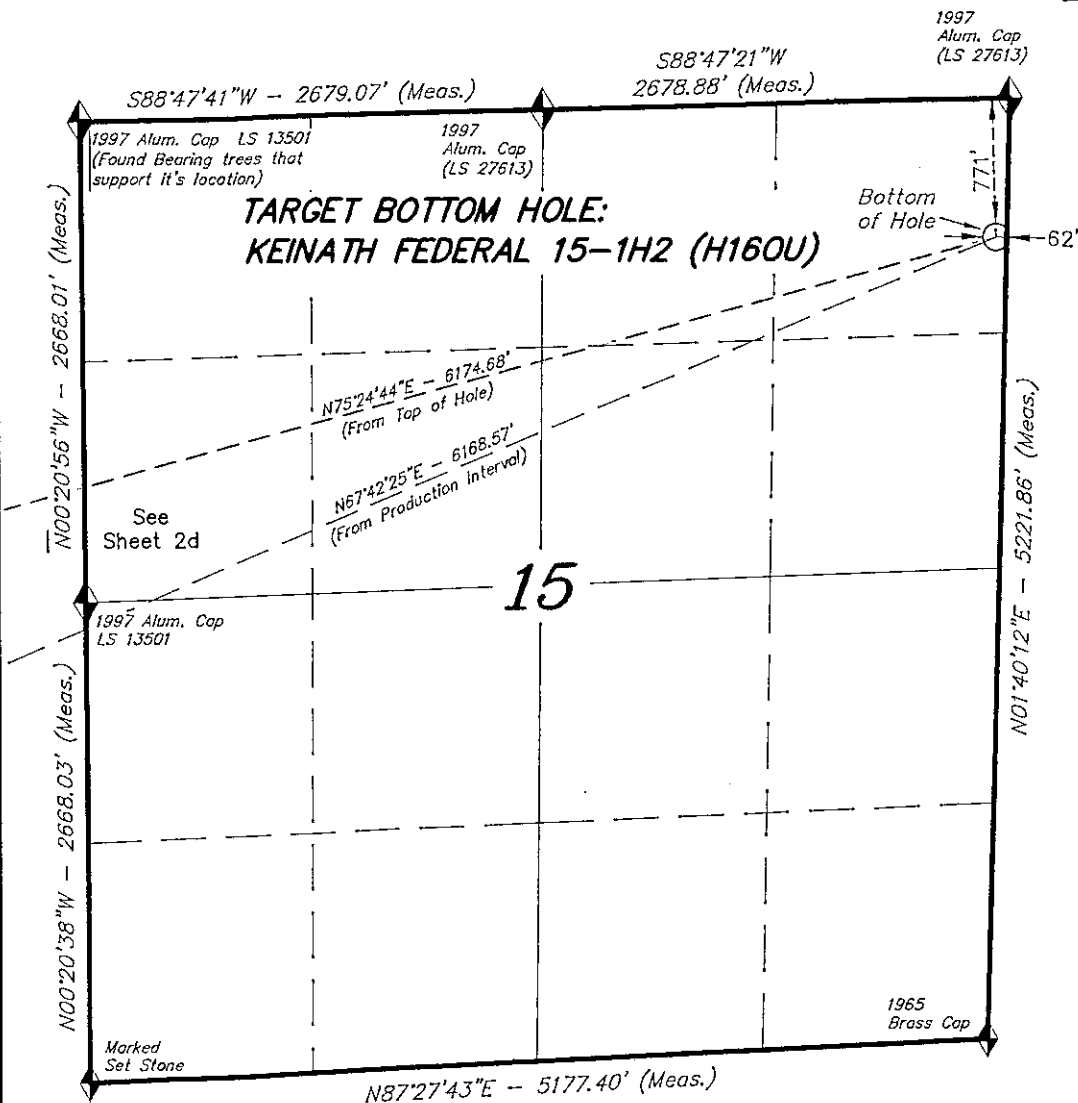 1997
Alum. Cap
(LS 27613)
S88°47'21"W
2678.88' (Meas.)
S88°47'41"W - 2679.07' (Meas.)
1997 Alum. Cap LS 13501
(Found Bearing trees that
support it's location)
1997
Alum. Cap
(LS 27613)
771'
TARGET BOTTOM HOLE:
KEINATH FEDERAL 15-1H2 (H16OU)
Bottom
of Hole
62'
N00°20'56"W - 2668.01' (Meas.)
N75°24'44"E - 6174.68'
(From Top of Hole)
N67°42'25"E - 6168.57'
(From Production Interval)
See
Sheet 2d
15
1997 Alum. Cap
LS 13501
N01°40'12"E - 5221.86' (Meas.)
N00°20'38"W - 2668.03' (Meas.)
1965
Brass Cap
Marked
Set Stone
N87°27'43"E - 5177.40' (Meas.)